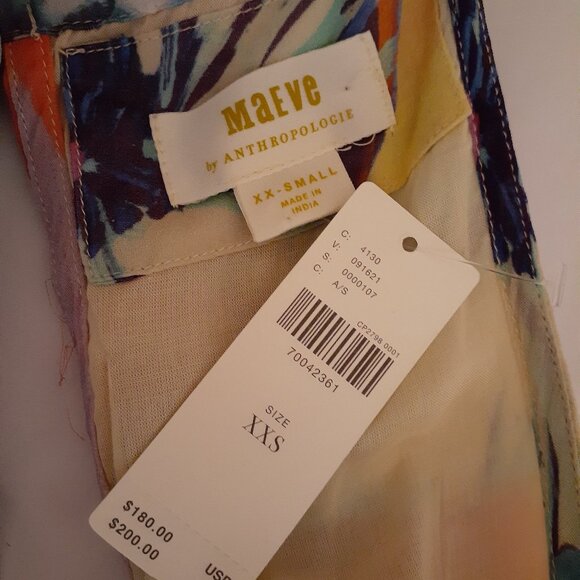 MaEVe
by ANTHROPOLOGIE
XX-SMALL
MADE IN
INDIA
C: 4130
V: 091621
S: 0000107
C: A/S
CP2798 0001
70042361
SIZE
XXS
$180.00
$200.00
USD